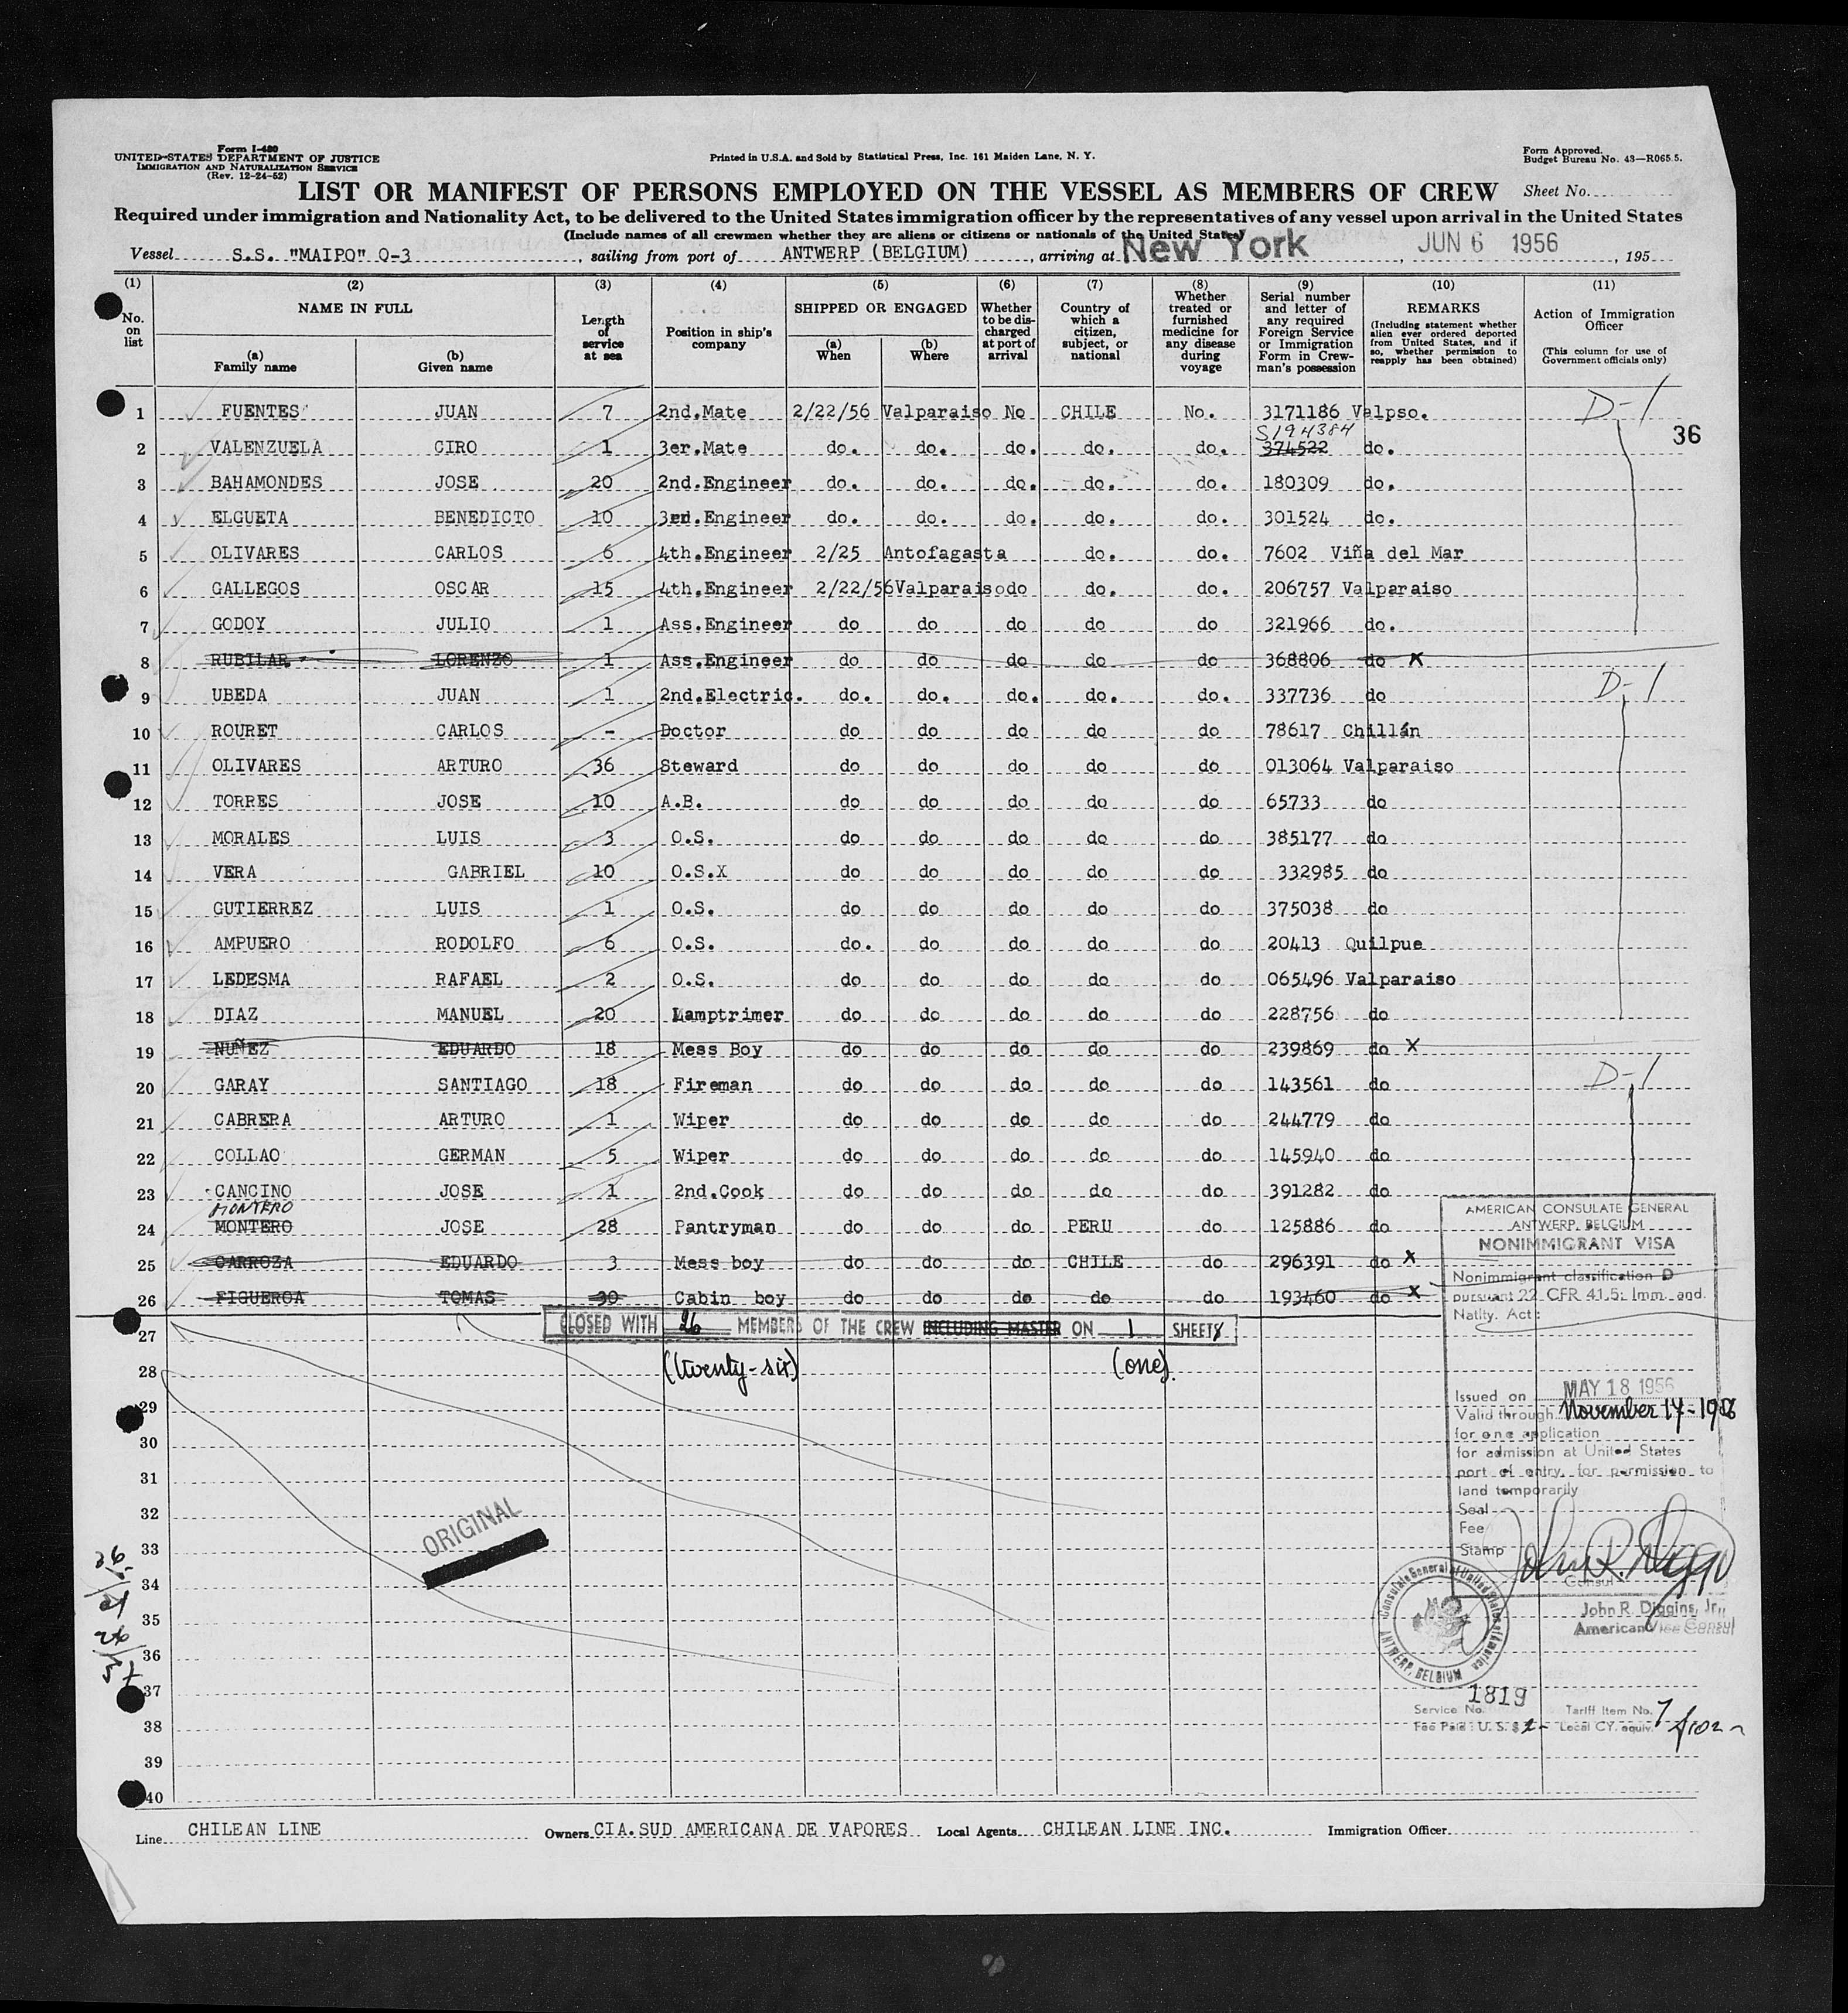 Form I-480
UNITED STATES DEPARTMENT OF JUSTICE
IMMIGRATION AND NATURALIZATION SERVICE
(Rev. 12-24-52)
Printed in U.S.A. and Sold by Statistical Press, Inc. 161 Maiden Lane, N. Y.
Form Approved.
Budget Bureau No. 43—R065.5.
LIST OR MANIFEST OF PERSONS EMPLOYED ON THE VESSEL AS MEMBERS OF CREW
Sheet No.
Required under immigration and Nationality Act, to be delivered to the United States immigration officer by the representatives of any vessel upon arrival in the United States
(Include names of all crewmen whether they are aliens or citizens or nationals of the United States)
Vessel S.S. "MAIPO" O-3, sailing from port of ANTWERP (BELGIUM), arriving at New York, JUN 6 1956, 195
(1) (2) (3) (4) (5) (6) (7) (8) (9) (10) (11)
No. on list
NAME IN FULL
(a) Family name
(b) Given name
Length of service at sea
Position in ship's company
SHIPPED OR ENGAGED
(a) When
(b) Where
Whether to be discharged at port of arrival
Country of which a citizen, subject, or national
Whether treated or furnished medicine for any disease during voyage
Serial number and letter of any required Foreign Service or Immigration Form in Crewman's possession
REMARKS
(Including statement whether alien ever ordered deported from United States, and if so, whether permission to reapply has been obtained)
Action of Immigration Officer
(This column for use of Government officials only)
1 FUENTES JUAN 7 2nd.Mate 2/22/56 Valparaiso No CHILE No. 3171186 Valpso. D-1
36
S194384
2 VALENZUELA CIRO 1 3er.Mate do. do. do. do. do. 374522 do.
3 BAHAMONDES JOSE 20 2nd.Engineer do. do. do. do. do. 180309 do.
4 ELGUETA BENEDICTO 10 3rd.Engineer do. do. do. do. do. 301524 do.
5 OLIVARES CARLOS 6 4th.Engineer 2/25 Antofagasta do. do. 7602 Viña del Mar
6 GALLEGOS OSCAR 15 4th.Engineer 2/22/56 Valparaiso do do. do. 206757 Valparaiso
7 GODOY JULIO 1 Ass.Engineer do do do do do 321966 do.
8 RUBILAR LORENZO 1 Ass.Engineer do do do do do 368806 do X
9 UBEDA JUAN 1 2nd.Electric. do. do. do. do. do. 337736 do D-1
10 ROURET CARLOS - Doctor do do do do do 78617 Chillán
11 OLIVARES ARTURO 36 Steward do do do do do 013064 Valparaiso
12 TORRES JOSE 10 A.B. do do do do do 65733 do
13 MORALES LUIS 3 O.S. do do do do do 385177 do
14 VERA GABRIEL 10 O.S.X do do do do do 332985 do
15 GUTIERREZ LUIS 1 O.S. do do do do do 375038 do
16 AMPUERO RODOLFO 6 O.S. do. do do do do 20413 Quilpue
17 LEDESMA RAFAEL 2 O.S. do do do do do 065496 Valparaiso
18 DIAZ MANUEL 20 Lamptrimer do do do do do 228756 do
19 NUÑEZ EDUARDO 18 Mess Boy do do do do do 239869 do X
20 GARAY SANTIAGO 18 Fireman do do do do do 143561 do D-1
21 CABRERA ARTURO 1 Wiper do do do do do 244779 do
22 COLLAO GERMAN 5 Wiper do do do do do 145940 do
23 CANCINO JOSE 1 2nd.Cook do do do do do 391282 do
MONTERO
24 MONTERO JOSE 28 Pantryman do do do PERU do 125886 do
25 CARROZA EDUARDO 3 Mess boy do do do CHILE do 296391 do X
26 FIGUEROA TOMAS 30 Cabin boy do do do do do 193460 do X
CLOSED WITH 26 MEMBERS OF THE CREW INCLUDING MASTER ON 1 SHEET
(twenty-six) (one).
27
28
29
30
31
32
33
34
35
36
37
38
39
40
AMERICAN CONSULATE GENERAL
ANTWERP, BELGIUM
NONIMMIGRANT VISA
Nonimmigrant classification D
pursuant 22 CFR 41.5; Imm. and
Natlty. Act:
Issued on MAY 18 1956
Valid through November 17-1956
for one application
for admission at United States
port of entry, for permission to
land temporarily
Seal
Fee
Stamp
Consul
John R. Diggins, Jr.
American Vice Consul
Consulate General of United States of America
ANTWERP, BELGIUM
1819
Service No. Tariff Item No. 7
Fee Paid: U.S. $ 2- Local CY. equiv.
ORIGINAL
Line CHILEAN LINE Owners CIA.SUD AMERICANA DE VAPORES Local Agents CHILEAN LINE INC. Immigration Officer